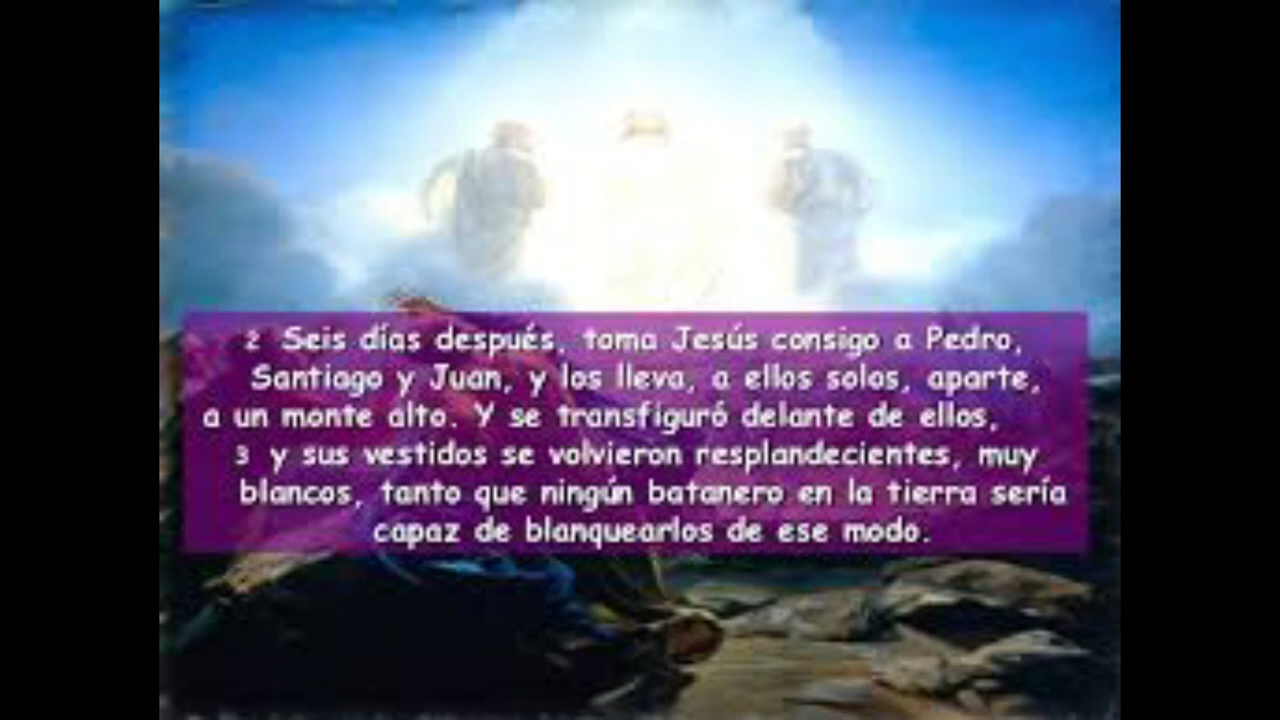 2 Seis días después, toma Jesús consigo a Pedro,
Santiago y Juan, y los lleva, a ellos solos, aparte,
a un monte alto. Y se transfiguró delante de ellos,
3 y sus vestidos se volvieron resplandecientes, muy
blancos, tanto que ningún batanero en la tierra sería
capaz de blanquearlos de ese modo.